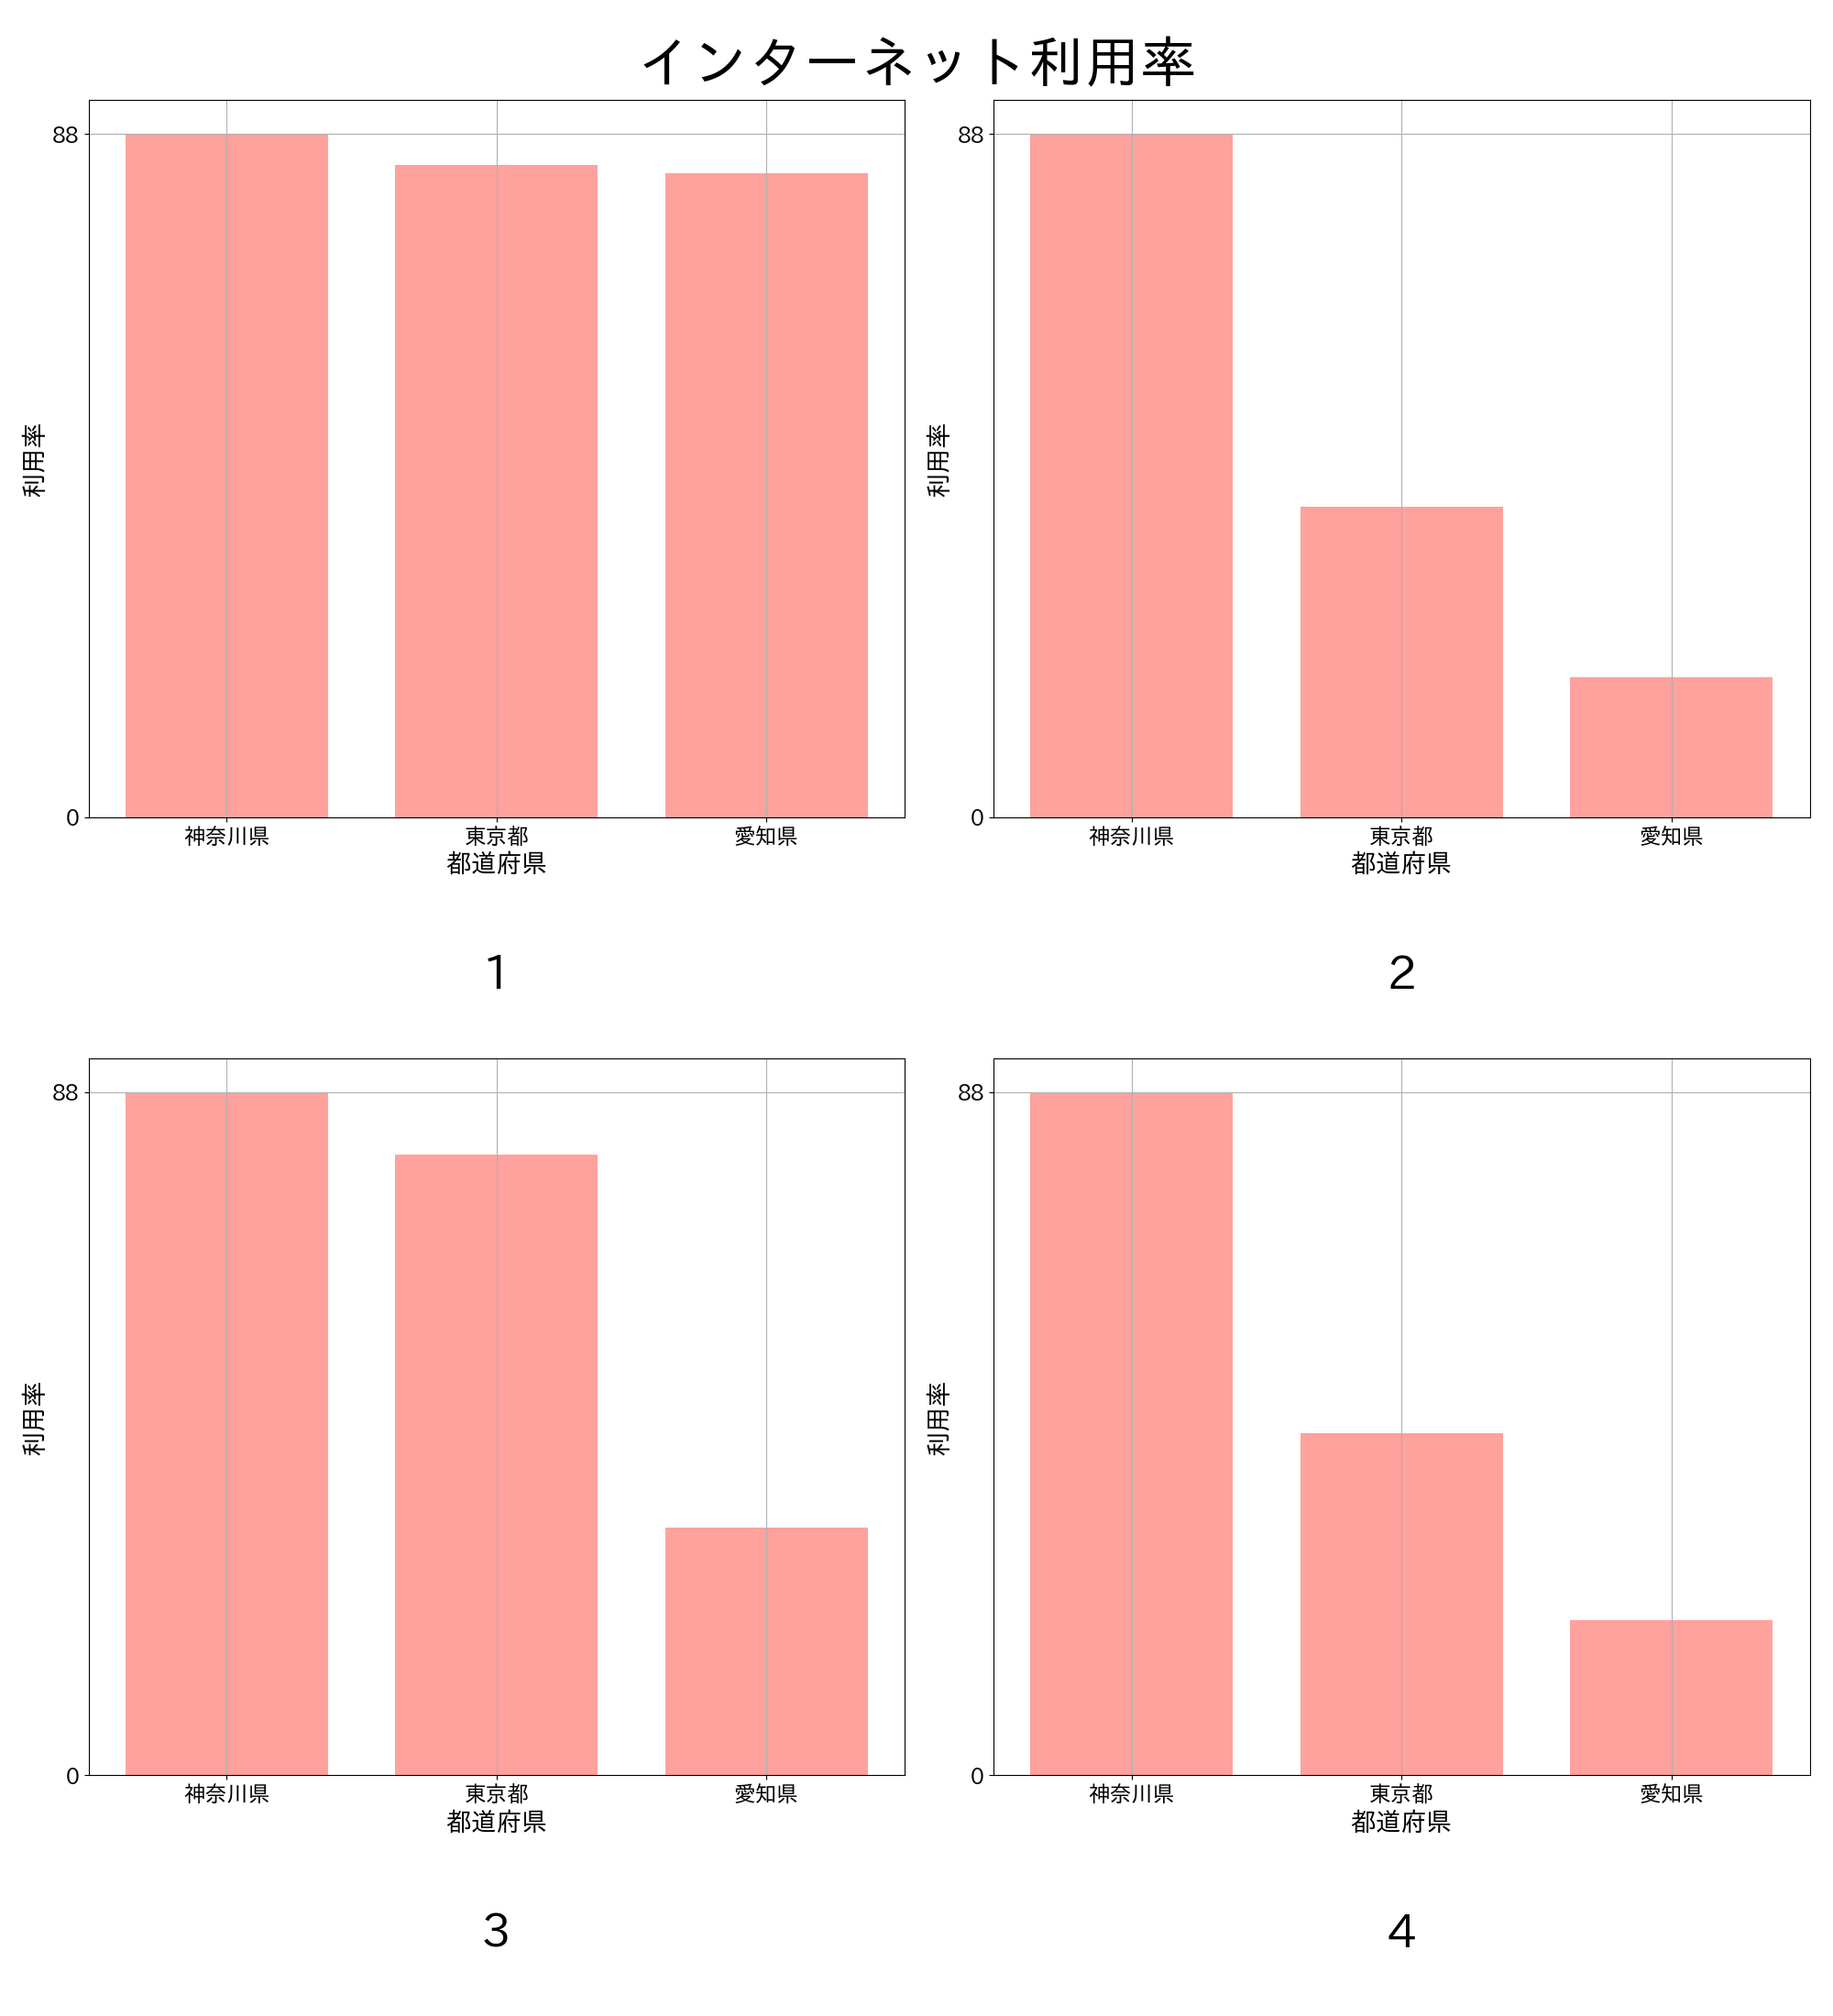 インターネット利用率
88
0
利用率
神奈川県 東京都 愛知県
都道府県
1
88
0
利用率
神奈川県 東京都 愛知県
都道府県
2
88
0
利用率
神奈川県 東京都 愛知県
都道府県
3
88
0
利用率
神奈川県 東京都 愛知県
都道府県
4